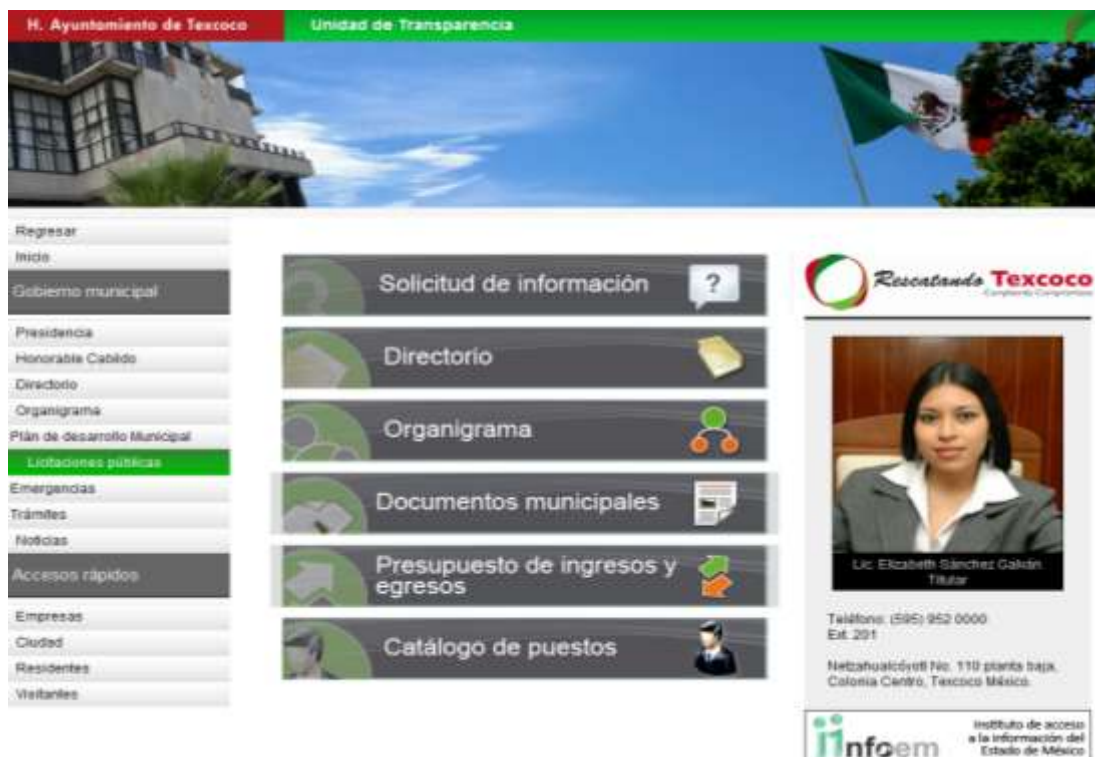 H. Ayuntamiento de Texcoco
Unidad de Transparencia
Regresar
Inicio
Gobierno municipal
Presidencia
Honorable Cabildo
Directorio
Organigrama
Plan de desarrollo Municipal
Licitaciones públicas
Emergencias
Trámites
Noticias
Accesos rápidos
Empresas
Ciudad
Residentes
Visitantes
Solicitud de información
?
Directorio
Organigrama
Documentos municipales
Presupuesto de ingresos y
egresos
Catálogo de puestos
Rescatando Texcoco
Cumpliendo Compromisos
Lic. Elizabeth Sánchez Galván
Titular
Teléfono: (595) 952 0000
Ext. 201
Netzahualcóyotl No. 110 planta baja,
Colonia Centro, Texcoco México.
infoem
Instituto de acceso
a la información del
Estado de México